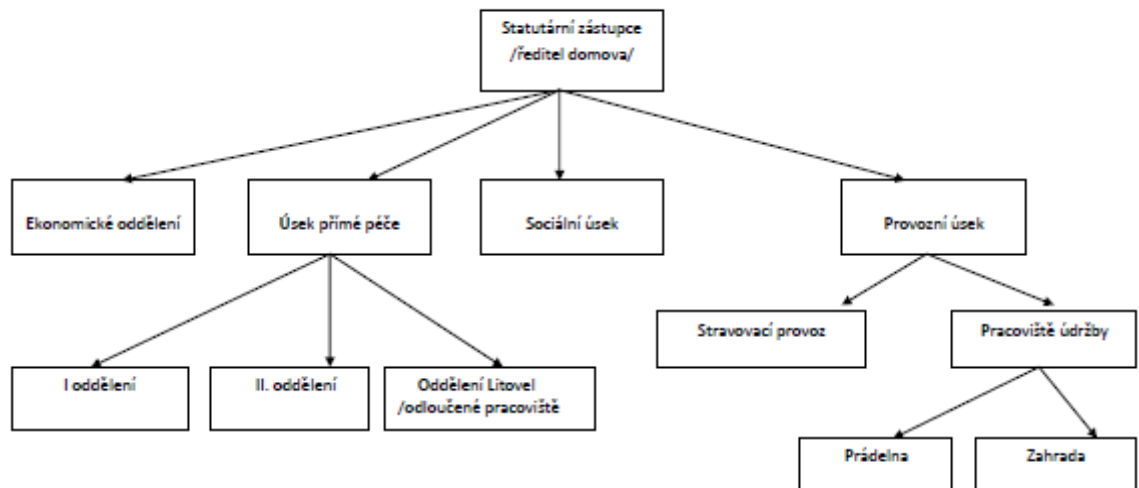 Statutární zástupce
/ředitel domova/
Ekonomické oddělení
Úsek přímé péče
Sociální úsek
Provozní úsek
Stravovací provoz
Pracoviště údržby
I oddělení
II. oddělení
Oddělení Litovel
/odloučené pracoviště
Prádelna
Zahrada